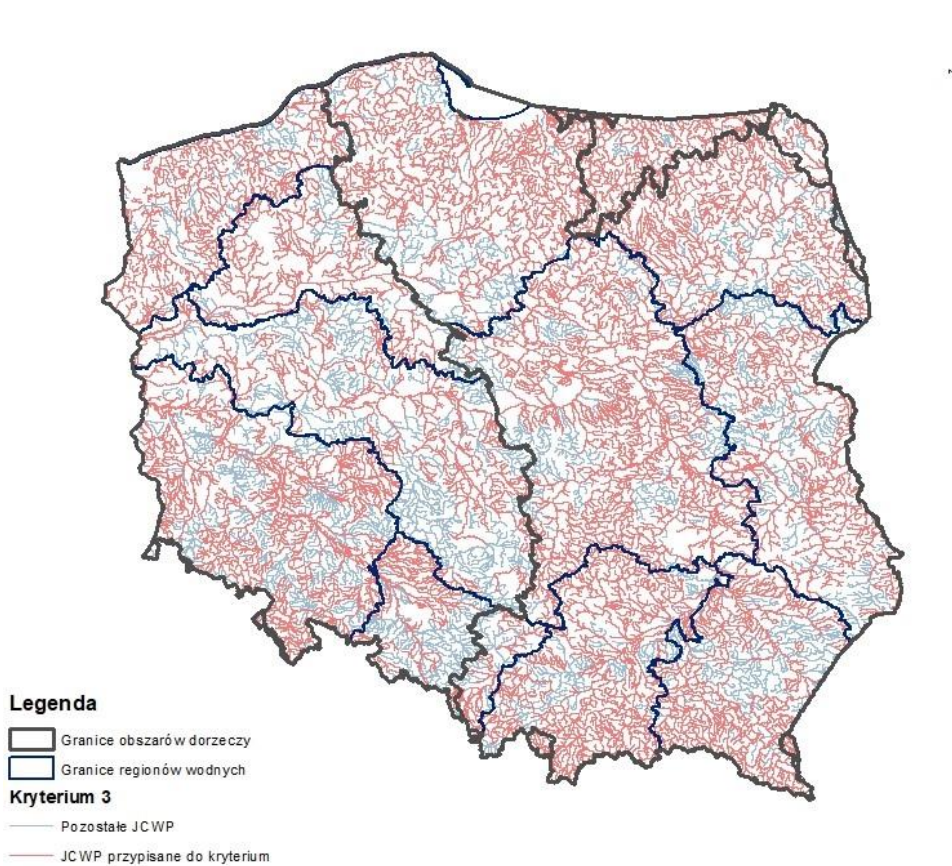 Legenda
Granice obszarów dorzeczy
Granice regionów wodnych
Kryterium 3
Pozostałe JCWP
JCWP przypisane do kryterium